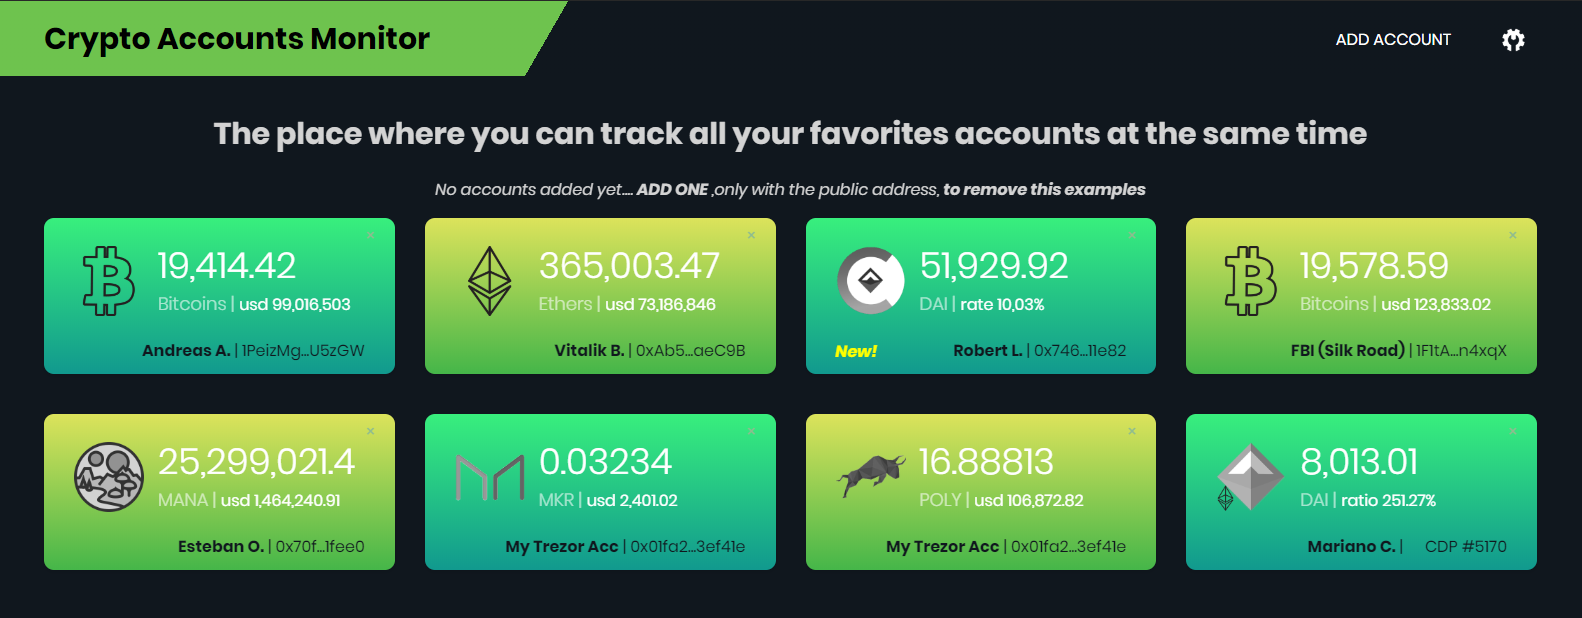 Crypto Accounts Monitor
ADD ACCOUNT
The place where you can track all your favorites accounts at the same time
No accounts added yet.... ADD ONE ,only with the public address, to remove this examples
×
19,414.42
Bitcoins | usd 99,016,503
Andreas A. | 1PeizMg...U5zGW
×
365,003.47
Ethers | usd 73,186,846
Vitalik B. | 0xAb5...aeC9B
×
51,929.92
DAI | rate 10,03%
New! Robert L. | 0x746...11e82
×
19,578.59
Bitcoins | usd 123,833.02
FBI (Silk Road) | 1F1tA...n4xqX
×
25,299,021.4
MANA | usd 1,464,240.91
Esteban O. | 0x70f...1fee0
×
0.03234
MKR | usd 2,401.02
My Trezor Acc | 0x01fa2...3ef41e
×
16.88813
POLY | usd 106,872.82
My Trezor Acc | 0x01fa2...3ef41e
×
8,013.01
DAI | ratio 251.27%
Mariano C. | CDP #5170